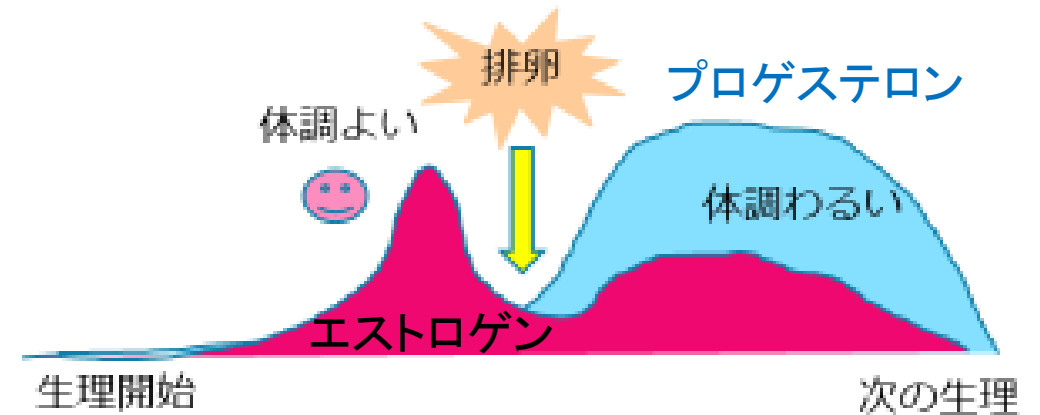 排卵
プロゲステロン
体調よい
体調わるい
エストロゲン
生理開始
次の生理